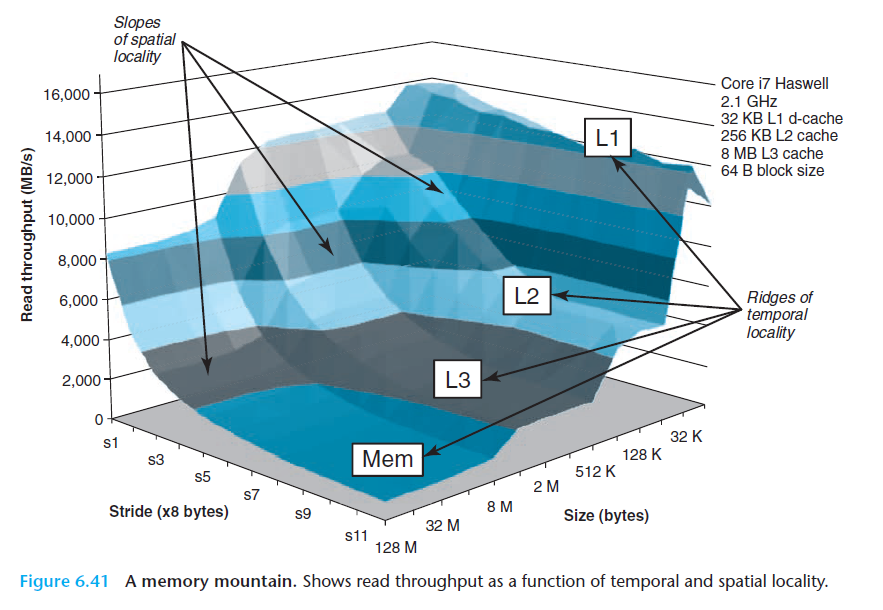 Slopes
of spatial
locality
16,000
14,000
12,000
10,000
8,000
6,000
4,000
2,000
0
Read throughput (MB/s)
Core i7 Haswell
2.1 GHz
32 KB L1 d-cache
256 KB L2 cache
8 MB L3 cache
64 B block size
L1
L2
L3
Mem
Ridges of
temporal
locality
s1
s3
s5
s7
s9
s11
Stride (x8 bytes)
128 M
32 M
8 M
2 M
512 K
128 K
32 K
Size (bytes)
Figure 6.41 A memory mountain. Shows read throughput as a function of temporal and spatial locality.